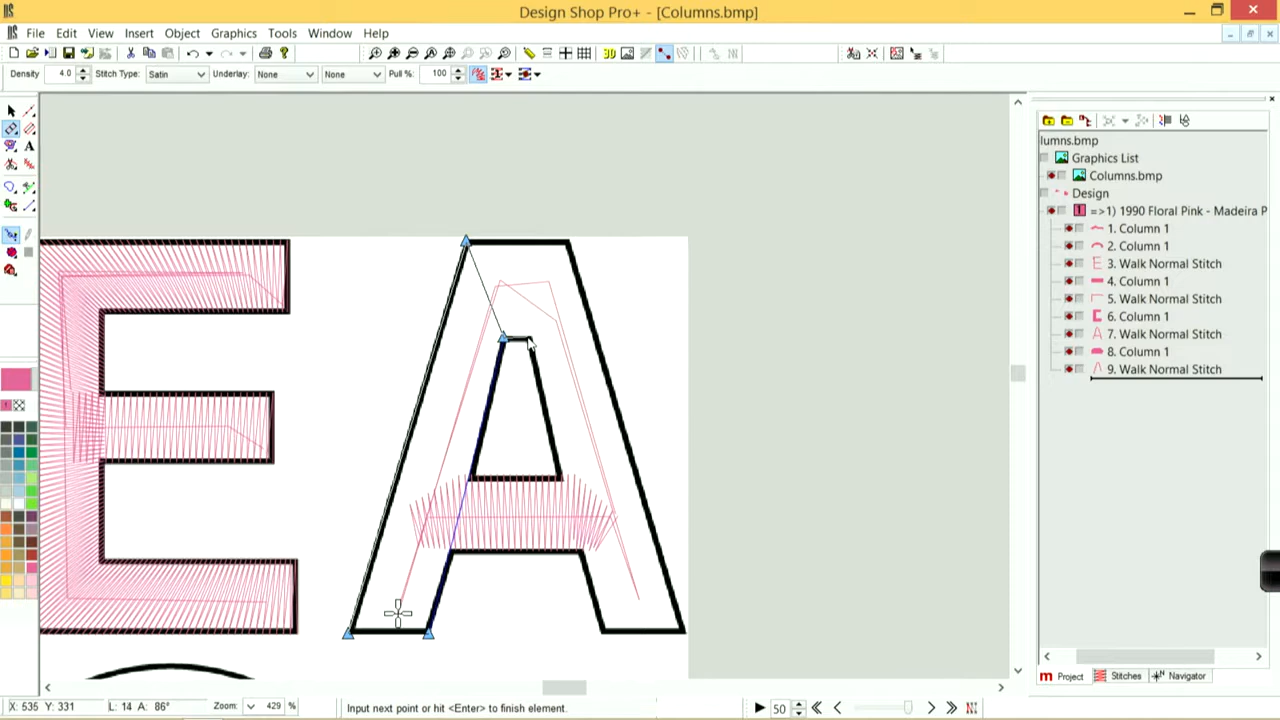 Design Shop Pro+ - [Columns.bmp]
File Edit View Insert Object Graphics Tools Window Help
3D
Density 4.0 Stitch Type: Satin Underlay: None None Pull %: 100
A
lumns.bmp
Graphics List
Columns.bmp
Design
=>1) 1990 Floral Pink - Madeira P
1. Column 1
2. Column 1
3. Walk Normal Stitch
4. Column 1
5. Walk Normal Stitch
6. Column 1
7. Walk Normal Stitch
8. Column 1
9. Walk Normal Stitch
E A
Project Stitches Navigator
X: 535 Y: 331 L: 14 A: 86° Zoom: 429 % Input next point or hit <Enter> to finish element. 50